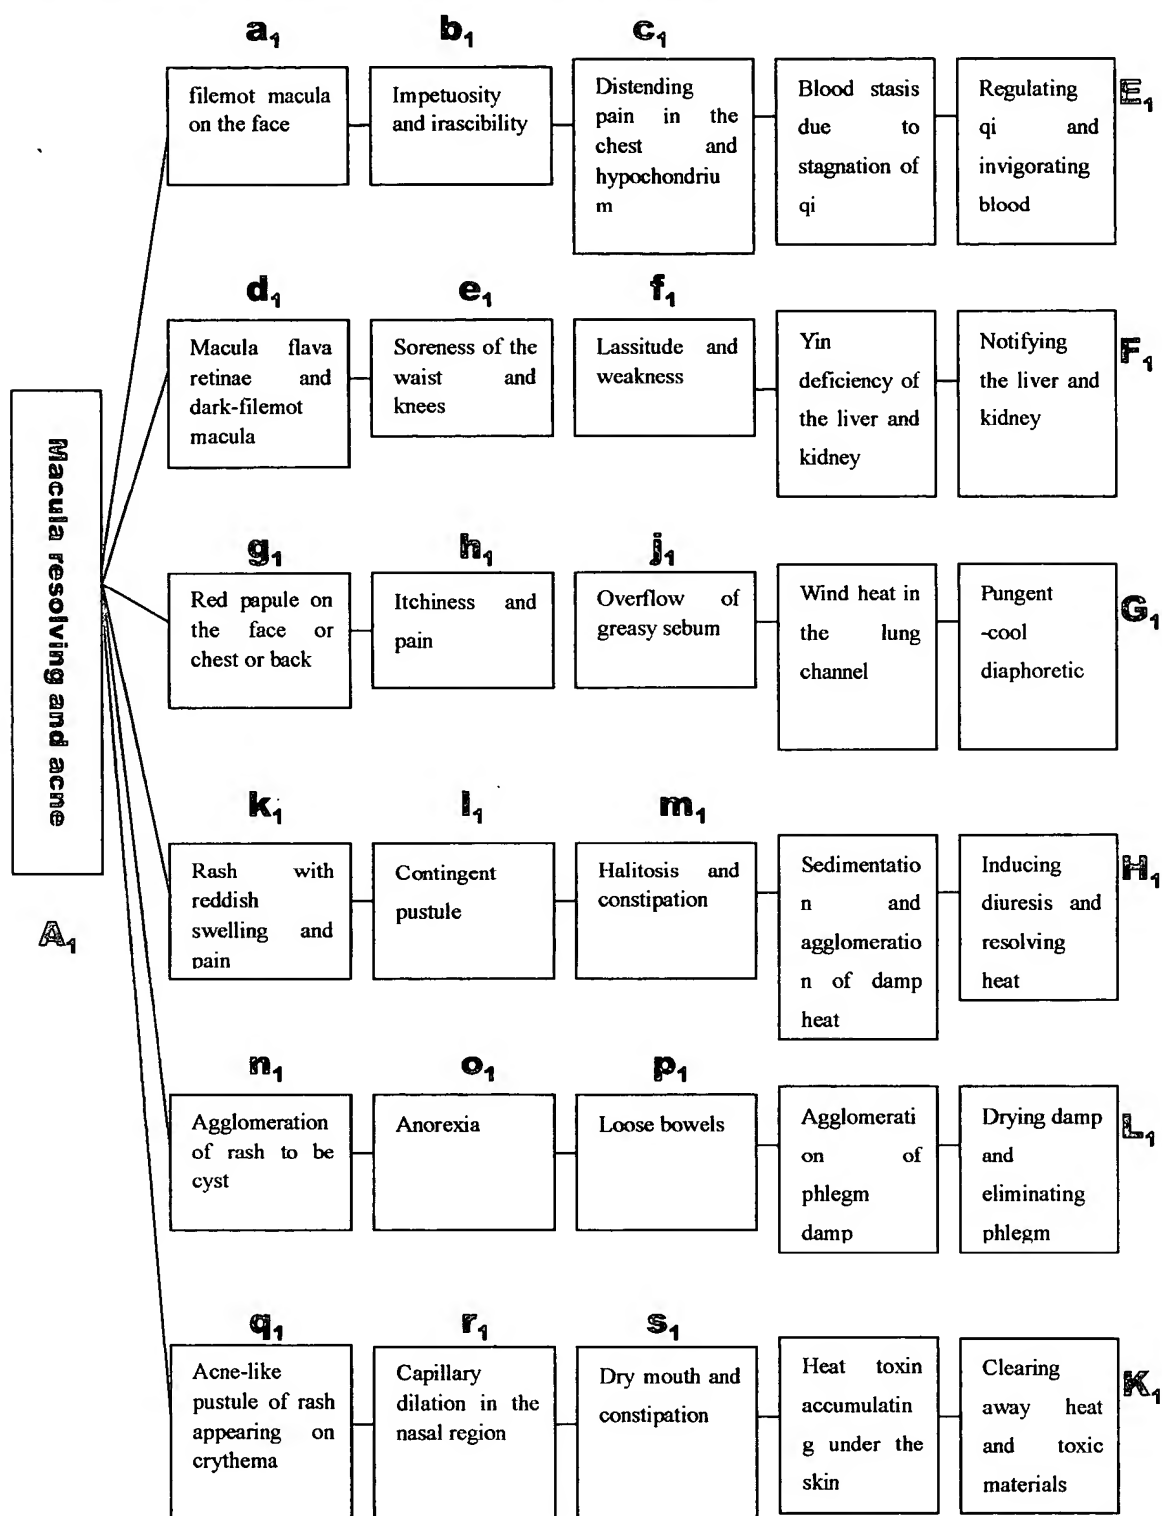 a1 b1 c1
filemot macula
on the face
Impetuosity
and irascibility
Distending
pain in the
chest and
hypochondriu
m
Blood stasis
due to
stagnation of
qi
Regulating
qi and
invigorating
blood
E1
d1 e1 f1
Macula flava
retinae and
dark-filemot
macula
Soreness of the
waist and
knees
Lassitude and
weakness
Yin
deficiency of
the liver and
kidney
Notifying
the liver and
kidney
F1
Macula resolving and acne
A1
g1 h1 j1
Red papule on
the face or
chest or back
Itchiness and
pain
Overflow of
greasy sebum
Wind heat in
the lung
channel
Pungent
-cool
diaphoretic
G1
k1 l1 m1
Rash with
reddish
swelling and
pain
Contingent
pustule
Halitosis and
constipation
Sedimentatio
n and
agglomeratio
n of damp
heat
Inducing
diuresis and
resolving
heat
H1
n1 o1 p1
Agglomeration
of rash to be
cyst
Anorexia
Loose bowels
Agglomerati
on of
phlegm
damp
Drying damp
and
eliminating
phlegm
L1
q1 r1 s1
Acne-like
pustule of rash
appearing on
crythema
Capillary
dilation in the
nasal region
Dry mouth and
constipation
Heat toxin
accumulatin
g under the
skin
Clearing
away heat
and toxic
materials
K1